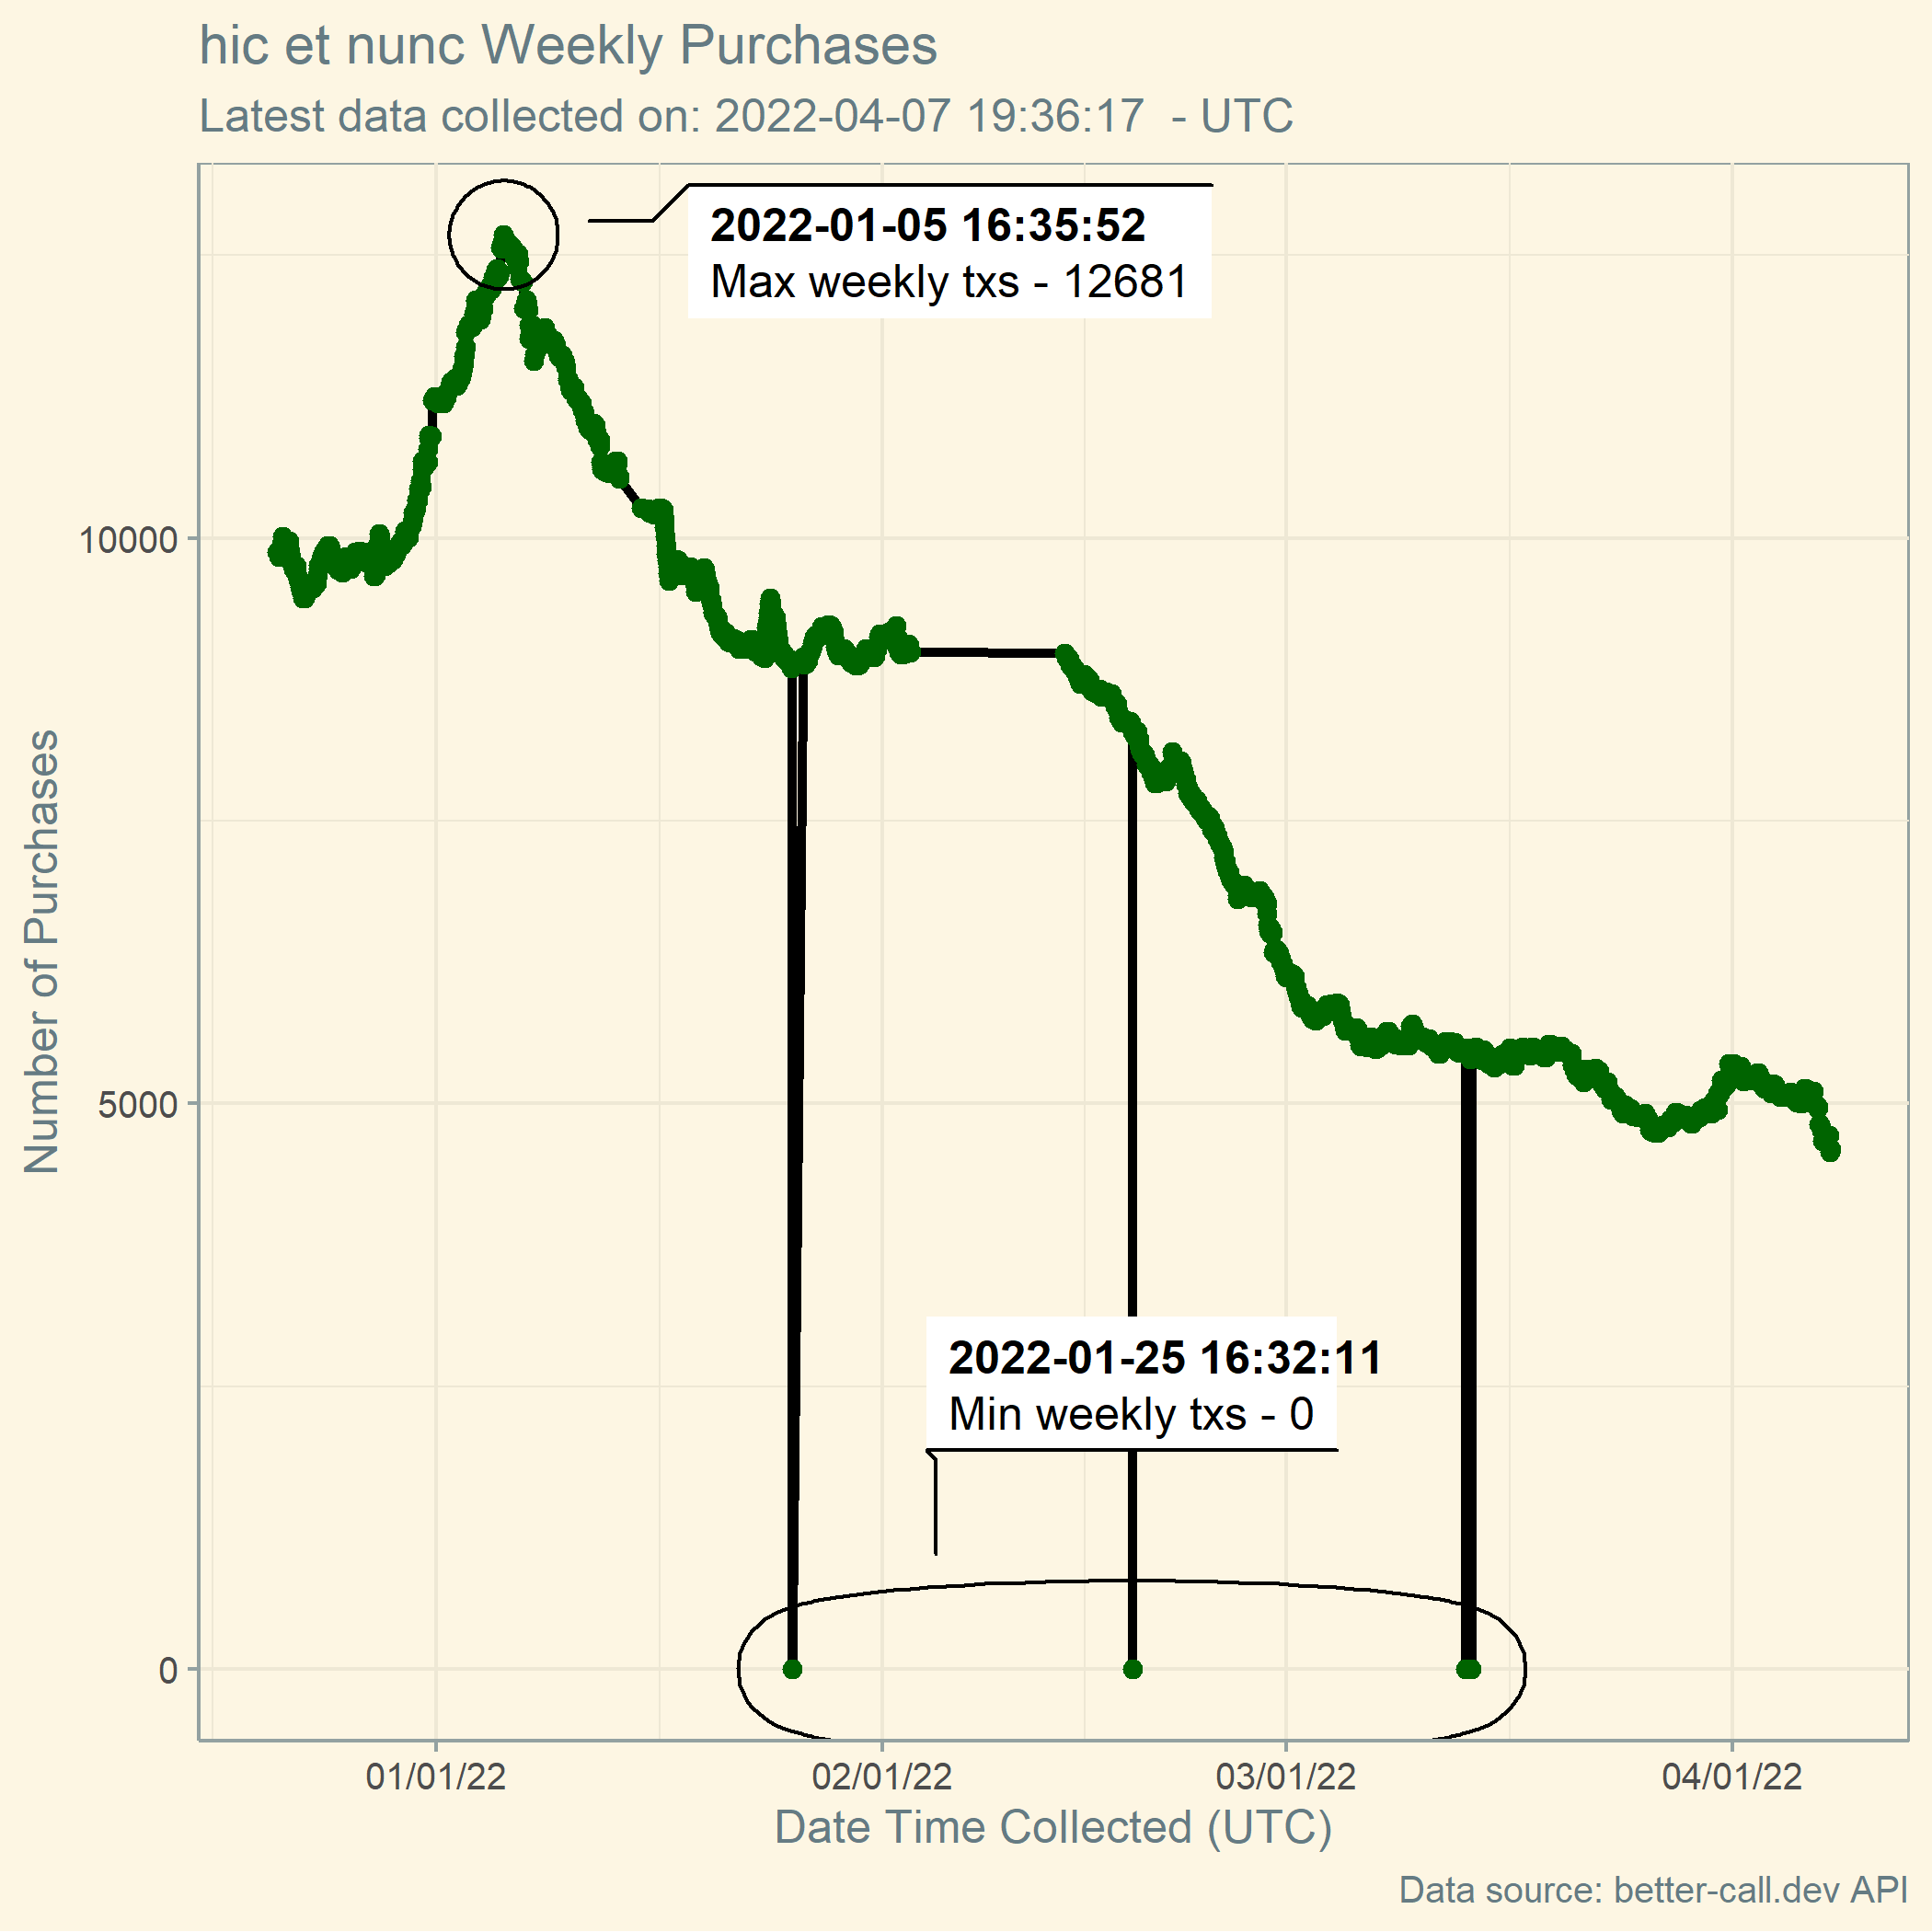 hic et nunc Weekly Purchases
Latest data collected on: 2022-04-07 19:36:17  - UTC
2022-01-05 16:35:52
Max weekly txs - 12681
10000
Number of Purchases
5000
2022-01-25 16:32:11
Min weekly txs - 0
0
01/01/22 02/01/22 03/01/22 04/01/22
Date Time Collected (UTC)
Data source: better-call.dev API